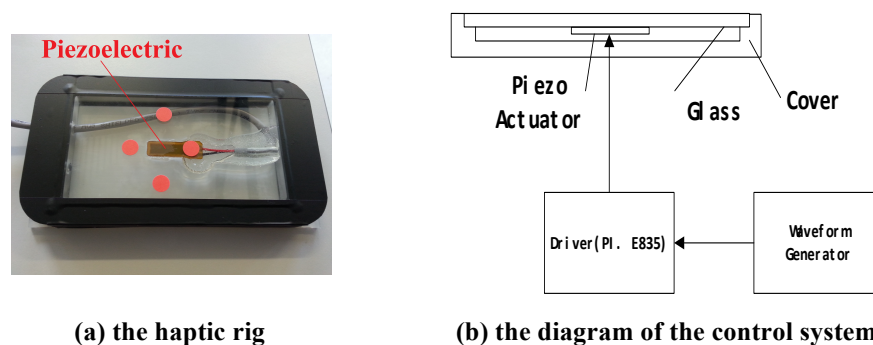 Piezoelectric
Piezo
Actuator
Glass
Cover
Driver(PI. E835)
Waveform
Generator
(a) the haptic rig
(b) the diagram of the control system